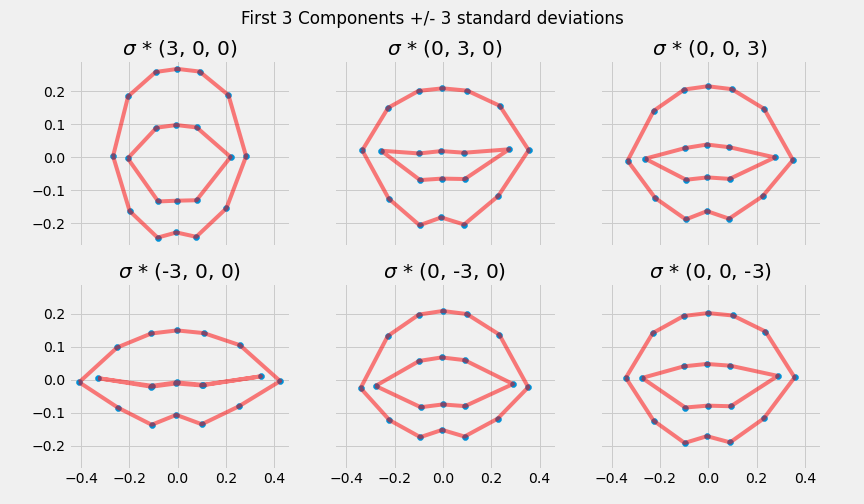 First 3 Components +/- 3 standard deviations
σ * (3, 0, 0)
σ * (0, 3, 0)
σ * (0, 0, 3)
0.2
0.1
0.0
−0.1
−0.2
σ * (-3, 0, 0)
σ * (0, -3, 0)
σ * (0, 0, -3)
0.2
0.1
0.0
−0.1
−0.2
−0.4 −0.2 0.0 0.2 0.4
−0.4 −0.2 0.0 0.2 0.4
−0.4 −0.2 0.0 0.2 0.4